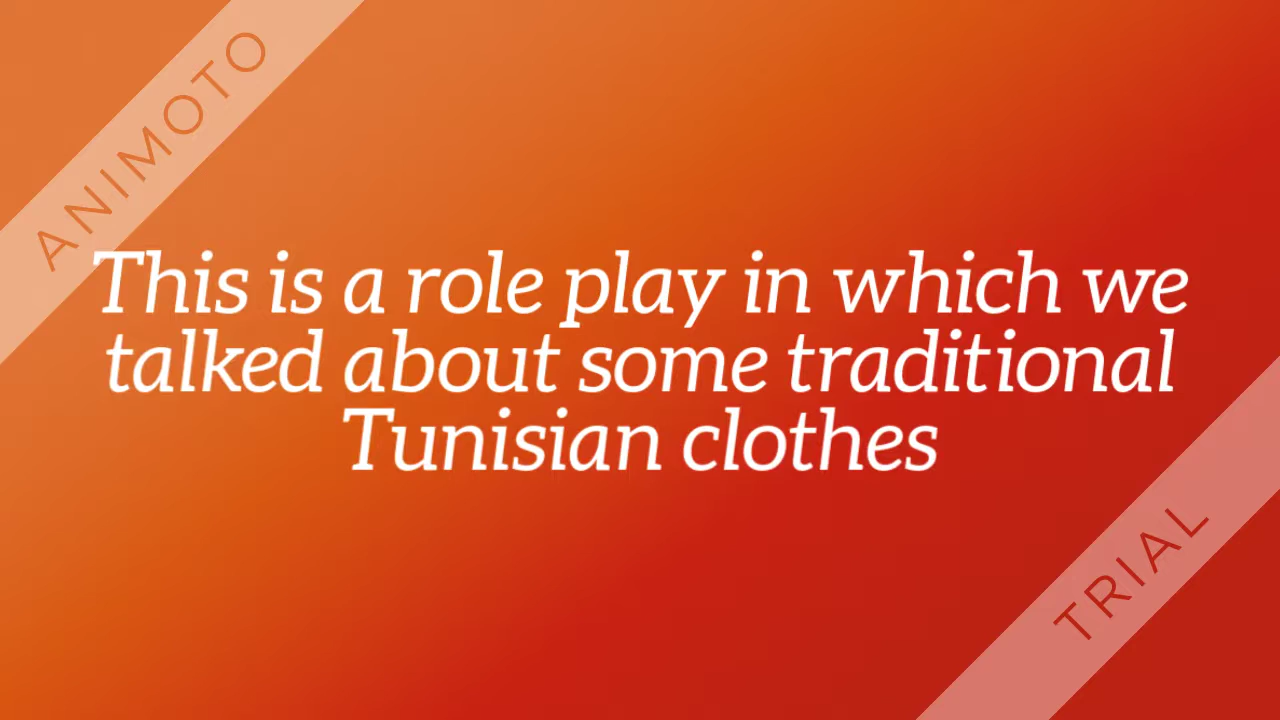 ANIMOTO
This is a role play in which we
talked about some traditional
Tunisian clothes
TRIAL